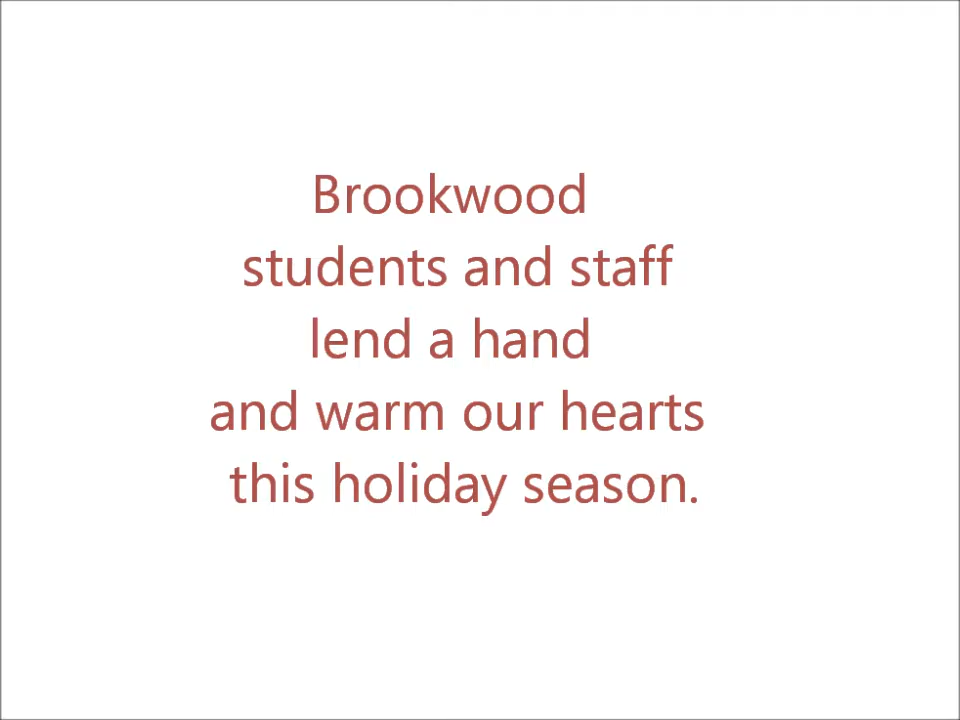 Brookwood
students and staff
lend a hand
and warm our hearts
this holiday season.